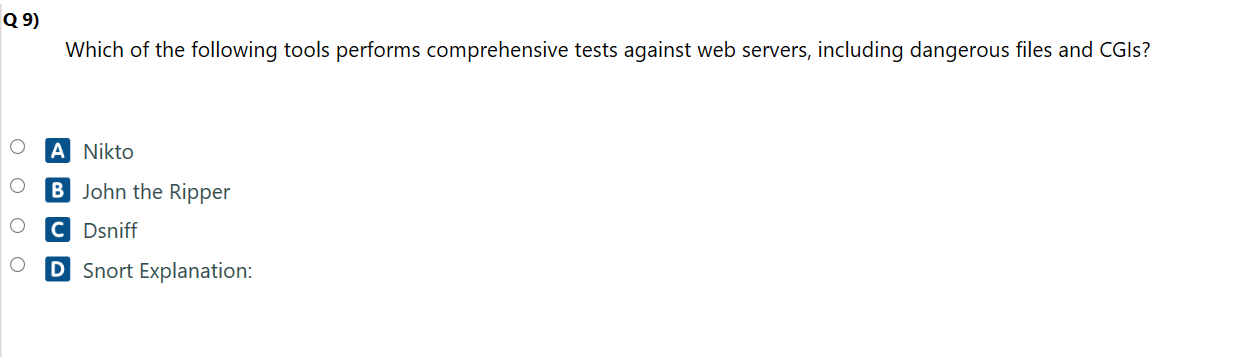 Q 9)
Which of the following tools performs comprehensive tests against web servers, including dangerous files and CGIs?
A Nikto
B John the Ripper
C Dsniff
D Snort Explanation: